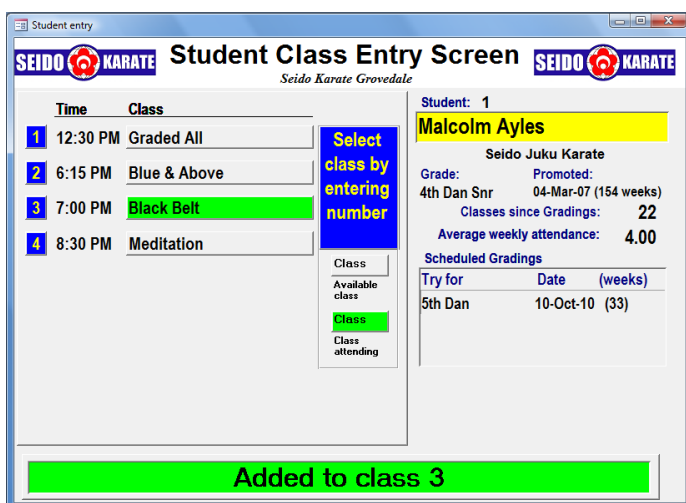 Student entry
SEIDO KARATE
Student Class Entry Screen
Seido Karate Grovedale
SEIDO KARATE
Time Class
1 12:30 PM Graded All
2 6:15 PM Blue & Above
3 7:00 PM Black Belt
4 8:30 PM Meditation
Select
class by
entering
number
Class
Available
class
Class
Class
attending
Student: 1
Malcolm Ayles
Seido Juku Karate
Grade: Promoted:
4th Dan Snr 04-Mar-07 (154 weeks)
Classes since Gradings: 22
Average weekly attendance: 4.00
Scheduled Gradings
Try for Date (weeks)
5th Dan 10-Oct-10 (33)
Added to class 3